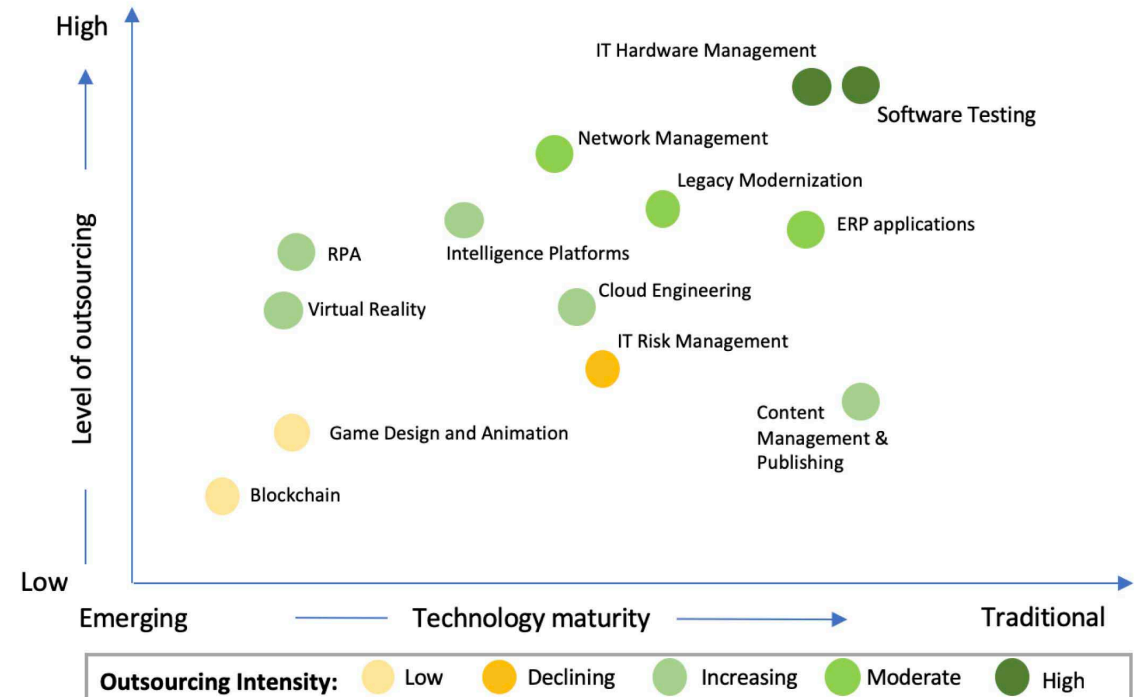 High
IT Hardware Management
Software Testing
Network Management
Legacy Modernization
ERP applications
Intelligence Platforms
RPA
Cloud Engineering
Virtual Reality
IT Risk Management
Level of outsourcing
Content
Management &
Publishing
Game Design and Animation
Blockchain
Low
Emerging
Technology maturity
Traditional
Outsourcing Intensity:
Low
Declining
Increasing
Moderate
High